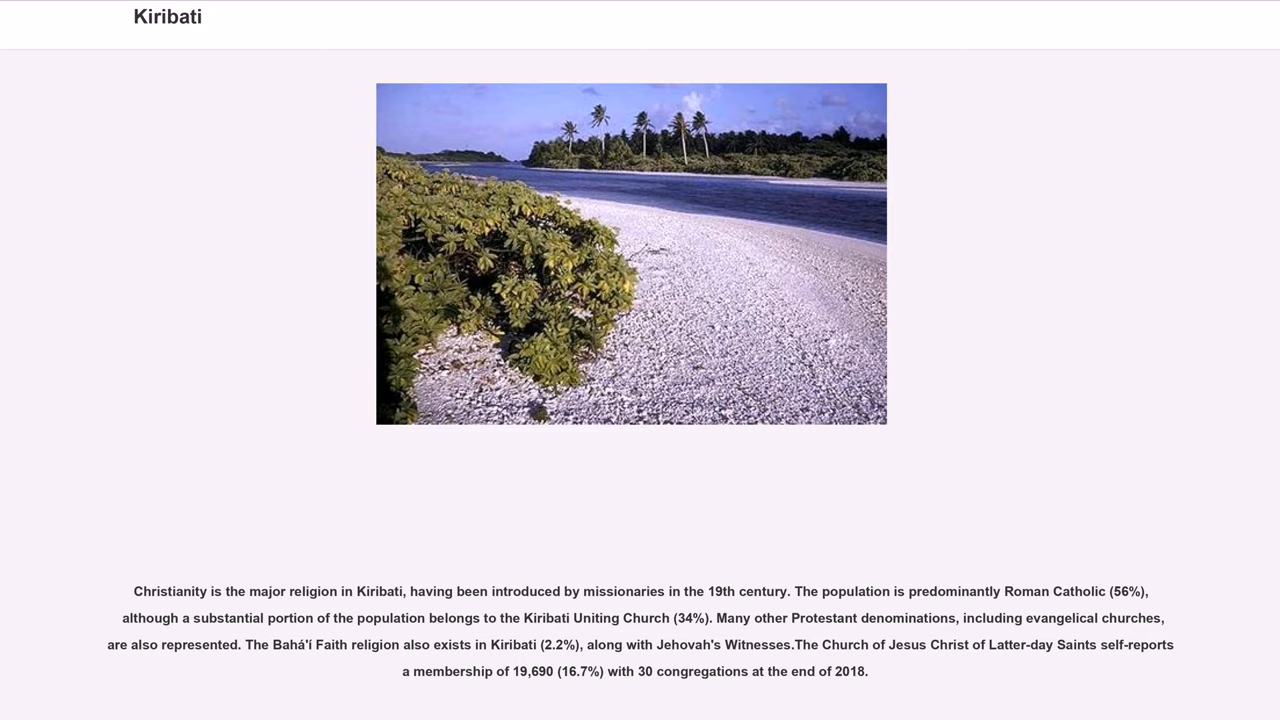 Kiribati
Christianity is the major religion in Kiribati, having been introduced by missionaries in the 19th century. The population is predominantly Roman Catholic (56%),
although a substantial portion of the population belongs to the Kiribati Uniting Church (34%). Many other Protestant denominations, including evangelical churches,
are also represented. The Bahá'í Faith religion also exists in Kiribati (2.2%), along with Jehovah's Witnesses.The Church of Jesus Christ of Latter-day Saints self-reports
a membership of 19,690 (16.7%) with 30 congregations at the end of 2018.